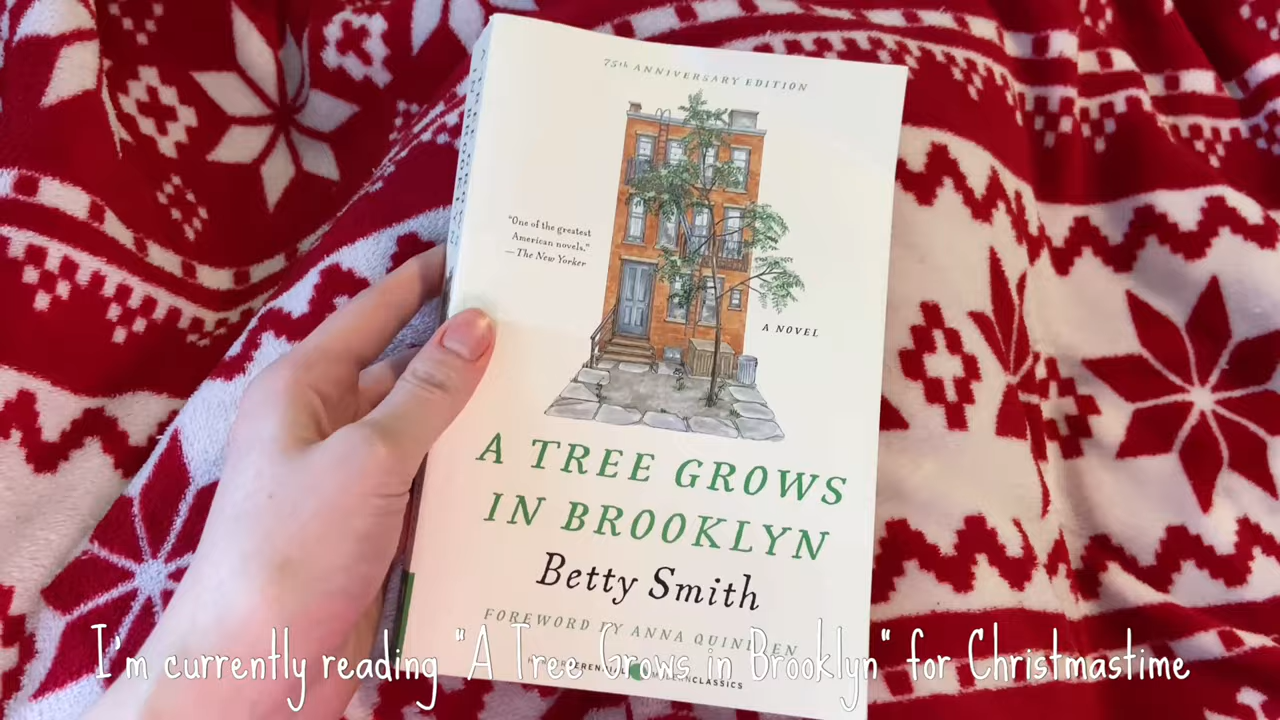 75th ANNIVERSARY EDITION
"One of the greatest
American novels."
—The New Yorker
A NOVEL
A TREE GROWS
IN BROOKLYN
Betty Smith
FOREWORD BY ANNA QUINDLEN
I'm currently reading "A Tree Grows in Brooklyn" for Christmastime
CLASSICS